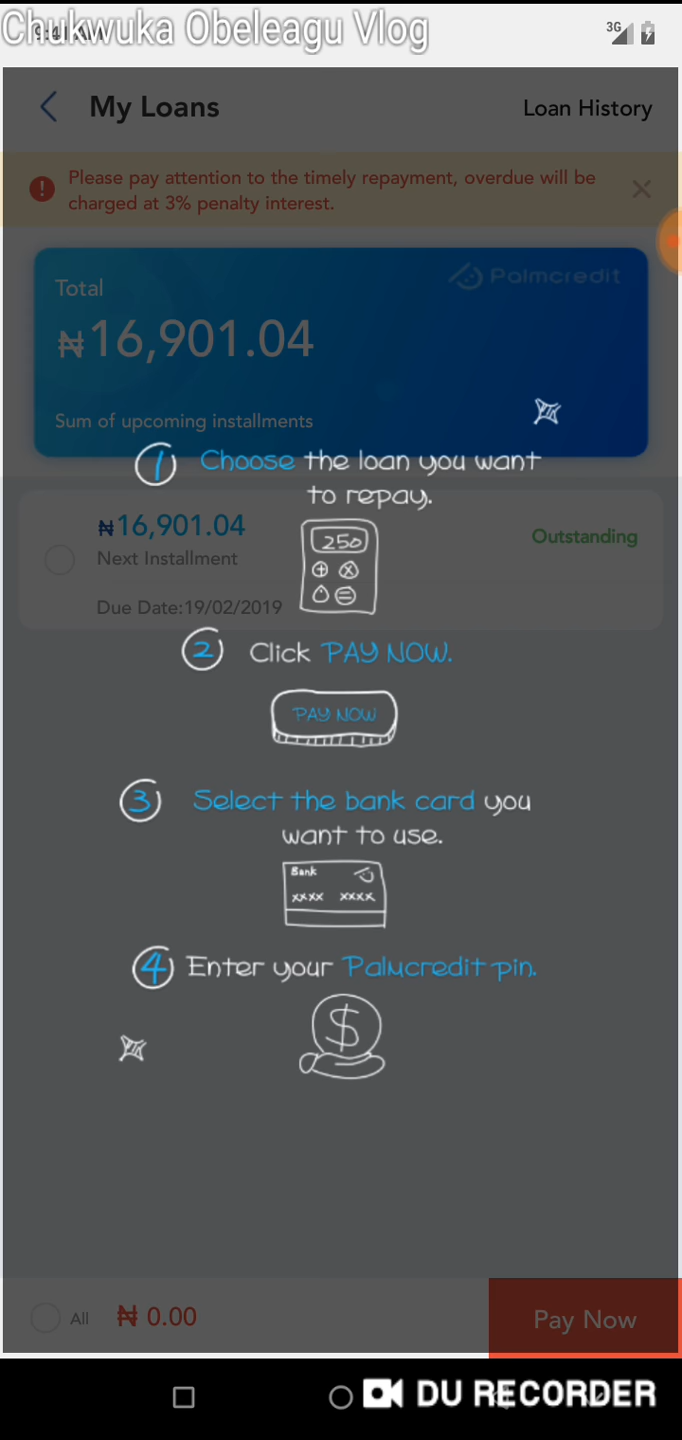 Chukwuka Obeleagu Vlog
3G
My Loans
Loan History
Please pay attention to the timely repayment, overdue will be
charged at 3% penalty interest.
Total
Palmcredit
₦16,901.04
Sum of upcoming installments
1 Choose the loan you want
to repay.
₦16,901.04
Outstanding
Next Installment
250
Due Date:19/02/2019
2 Click PAY NOW.
PAY NOW
3 Select the bank card you
want to use.
Bank
xxxx xxxx
4 Enter your Palmcredit pin.
$
All ₦ 0.00
Pay Now
DU RECORDER